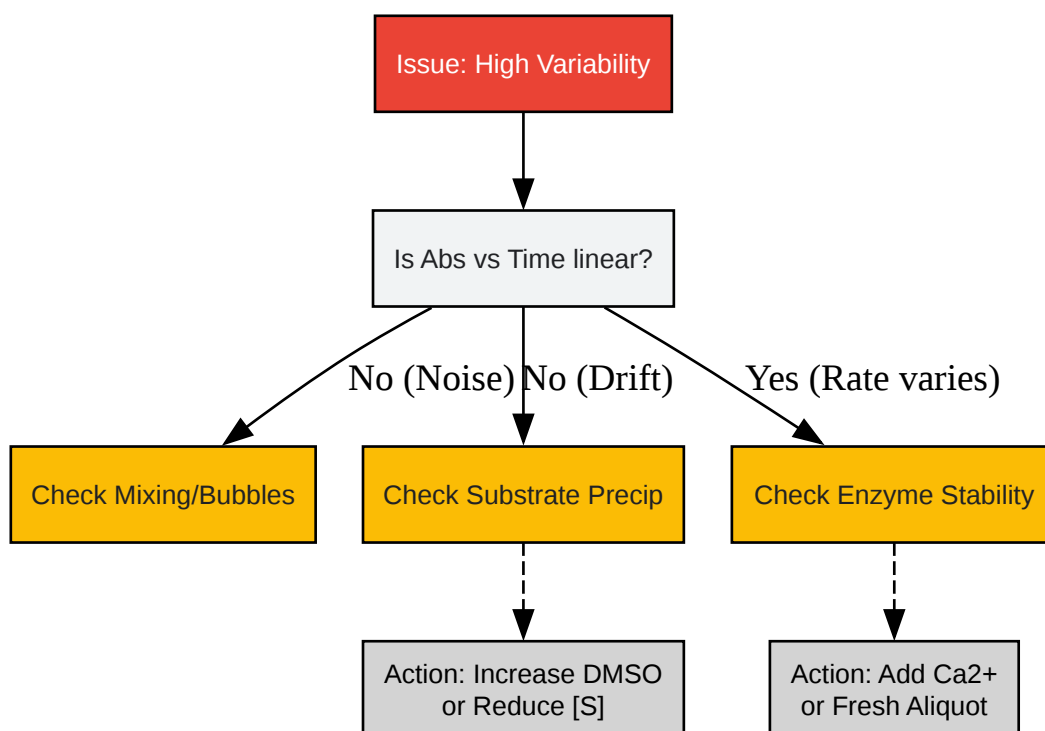 Issue: High Variability
Is Abs vs Time linear?
No (Noise)
No (Drift)
Yes (Rate varies)
Check Mixing/Bubbles
Check Substrate Precip
Check Enzyme Stability
Action: Increase DMSO
or Reduce [S]
Action: Add Ca2+
or Fresh Aliquot